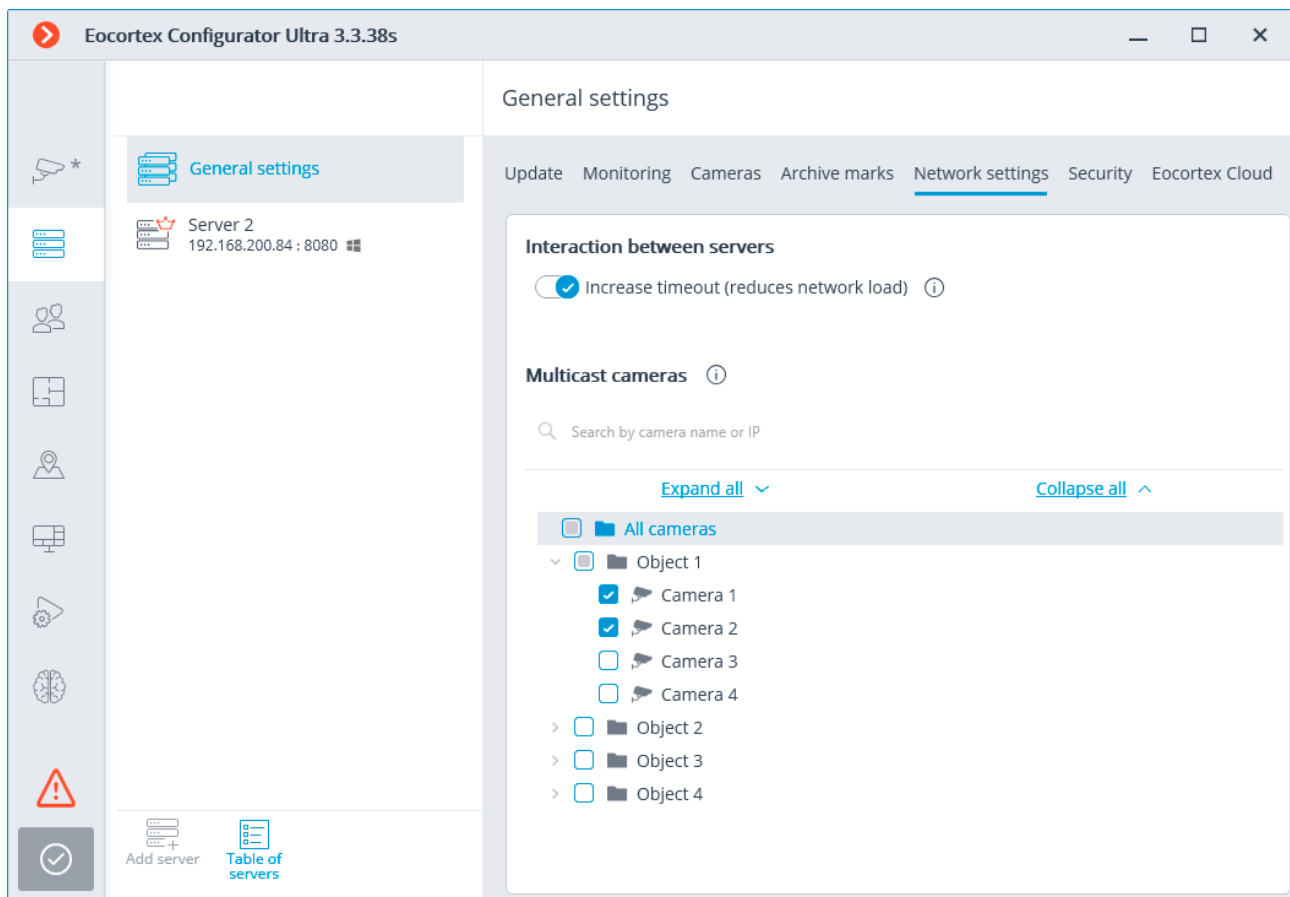 Eocortex Configurator Ultra 3.3.38s
General settings
*
General settings
Server 2
192.168.200.84 : 8080
Add server
Table of
servers
Update Monitoring Cameras Archive marks Network settings Security Eocortex Cloud
Interaction between servers
Increase timeout (reduces network load)
Multicast cameras
Search by camera name or IP
Expand all Collapse all
All cameras
Object 1
Camera 1
Camera 2
Camera 3
Camera 4
Object 2
Object 3
Object 4